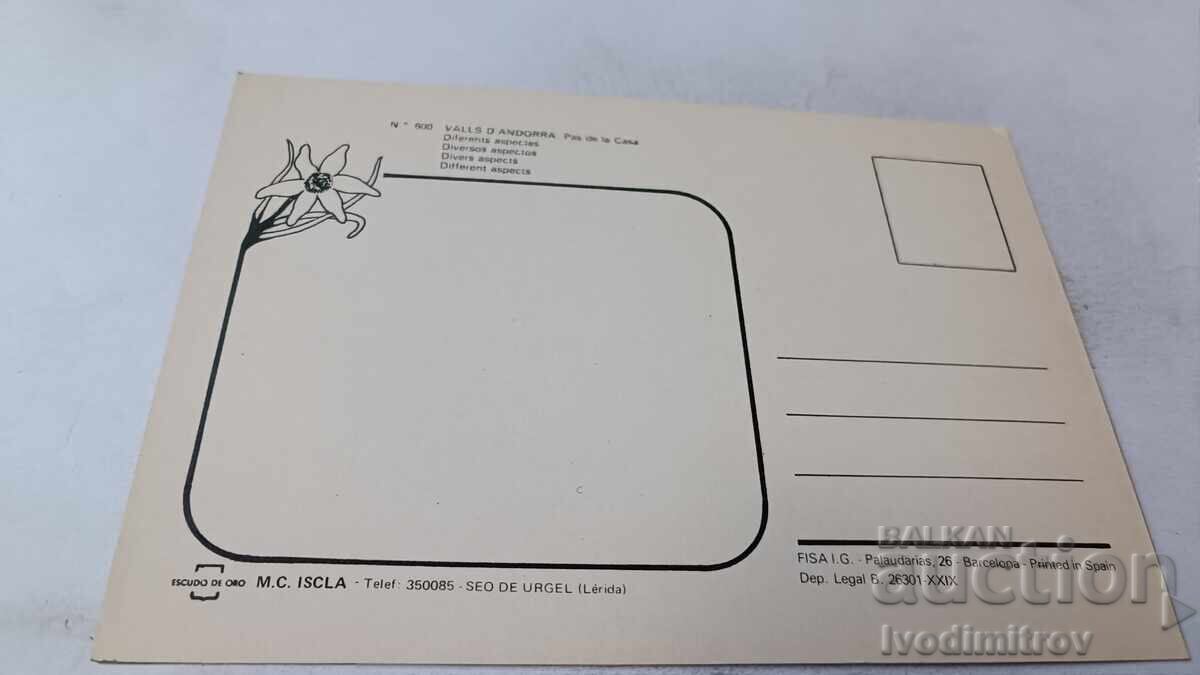 N.° 600 VALLS D'ANDORRA Pas de la Casa
Diferents aspectes
Diversos aspectos
Divers aspects
Different aspects
ESCUDO DE ORO M.C. ISCLA - Telef: 350085 - SEO DE URGEL (Lérida)
FISA I.G. - Palaudarias, 26 - Barcelona - Printed in Spain
Dep. Legal B. 26301-XXIX
BALKAN
auction
Ivodimitrov